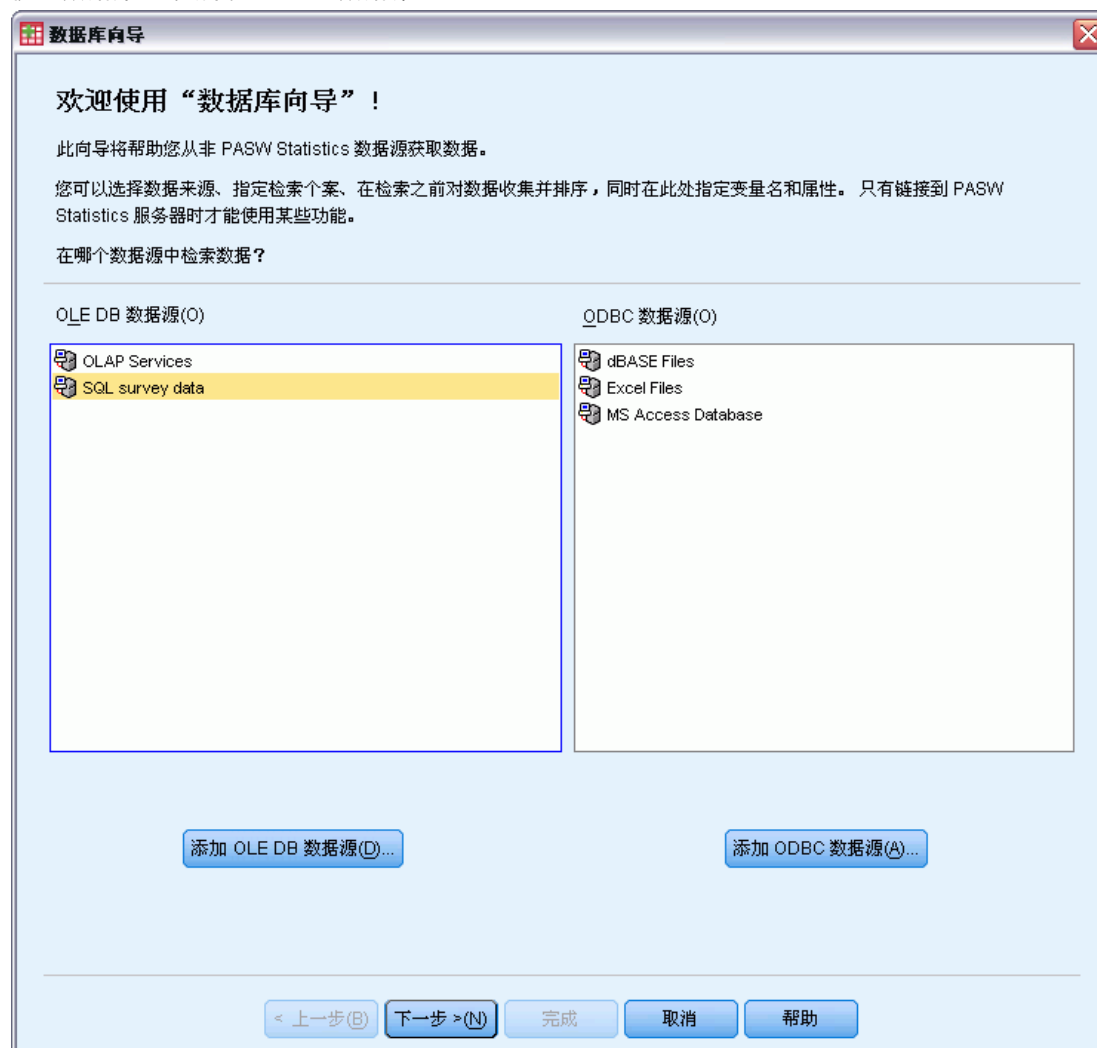 数据库向导
欢迎使用“数据库向导”!
此向导将帮助您从非 PASW Statistics 数据源获取数据。
您可以选择数据来源、指定检索个案、在检索之前对数据收集并排序，同时在此处指定变量名和属性。 只有链接到 PASW
Statistics 服务器时才能使用某些功能。
在哪个数据源中检索数据?
OLE DB 数据源(O)
ODBC 数据源(O)
OLAP Services
SQL survey data
dBASE Files
Excel Files
MS Access Database
添加 OLE DB 数据源(D)...
添加 ODBC 数据源(A)...
< 上一步(B) 下一步 >(N) 完成 取消 帮助